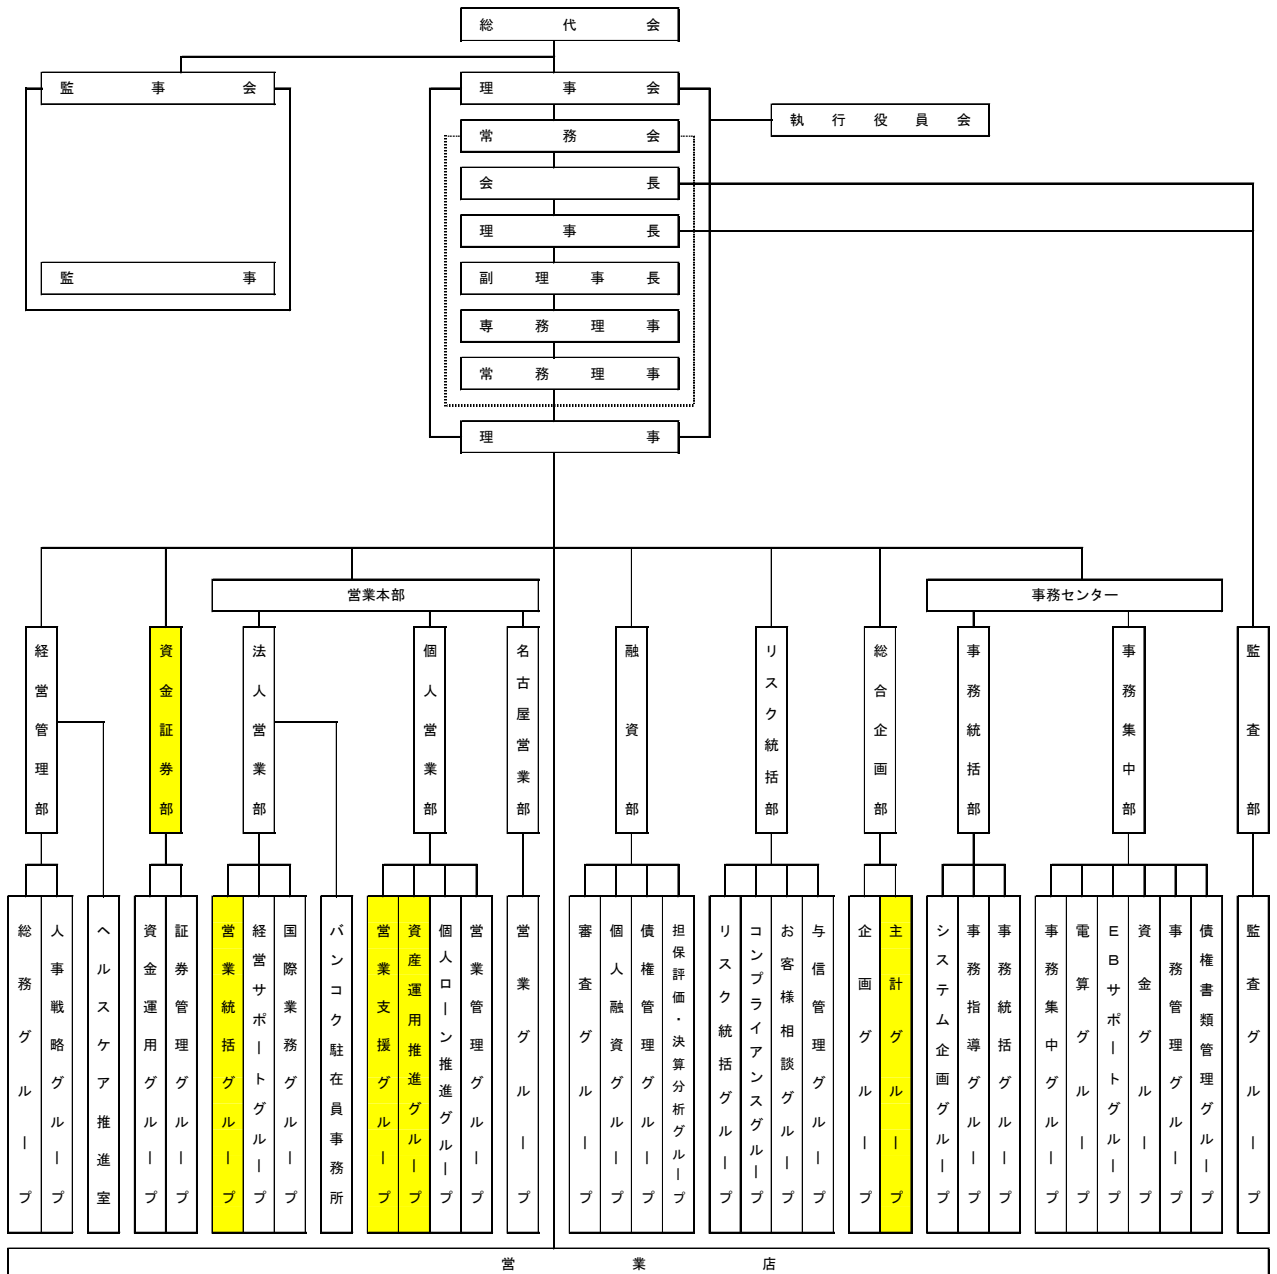 総代会
監事会
理事会
執行役員会
常務会
会長
理事長
監事
副理事長
専務理事
常務理事
理事
営業本部
事務センター
経営管理部
資金証券部
法人営業部
個人営業部
名古屋営業部
融資部
リスク統括部
総合企画部
事務統括部
事務集中部
監査部
総務グループ
人事戦略グループ
ヘルスケア推進室
資金運用グループ
証券管理グループ
営業統括グループ
経営サポートグループ
国際業務グループ
バンコク駐在員事務所
営業支援グループ
資産運用推進グループ
個人ローン推進グループ
営業管理グループ
営業グループ
審査グループ
個人融資グループ
債権管理グループ
担保評価・決算分析グループ
リスク統括グループ
コンプライアンスグループ
お客様相談グループ
与信管理グループ
企画グループ
主計グループ
システム企画グループ
事務指導グループ
事務統括グループ
事務集中グループ
電算グループ
EBサポートグループ
資金グループ
事務管理グループ
債権書類管理グループ
監査グループ
営業店